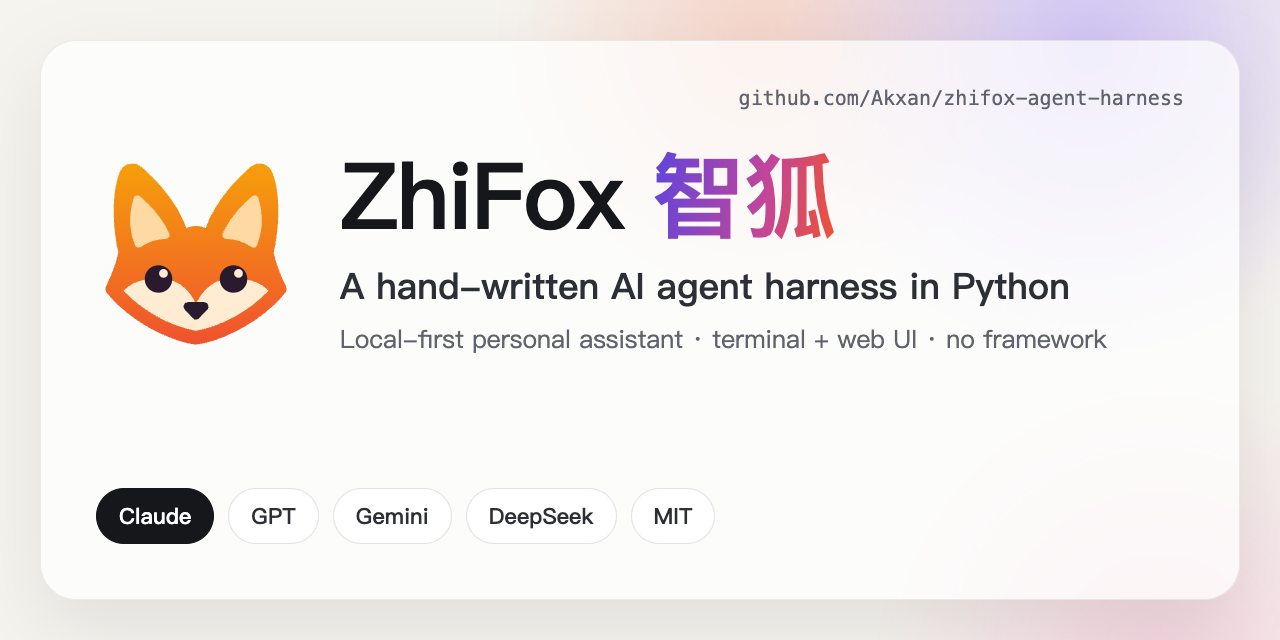 github.com/Akxan/zhifox-agent-harness
ZhiFox 智狐
A hand-written AI agent harness in Python
Local-first personal assistant · terminal + web UI · no framework
Claude GPT Gemini DeepSeek MIT